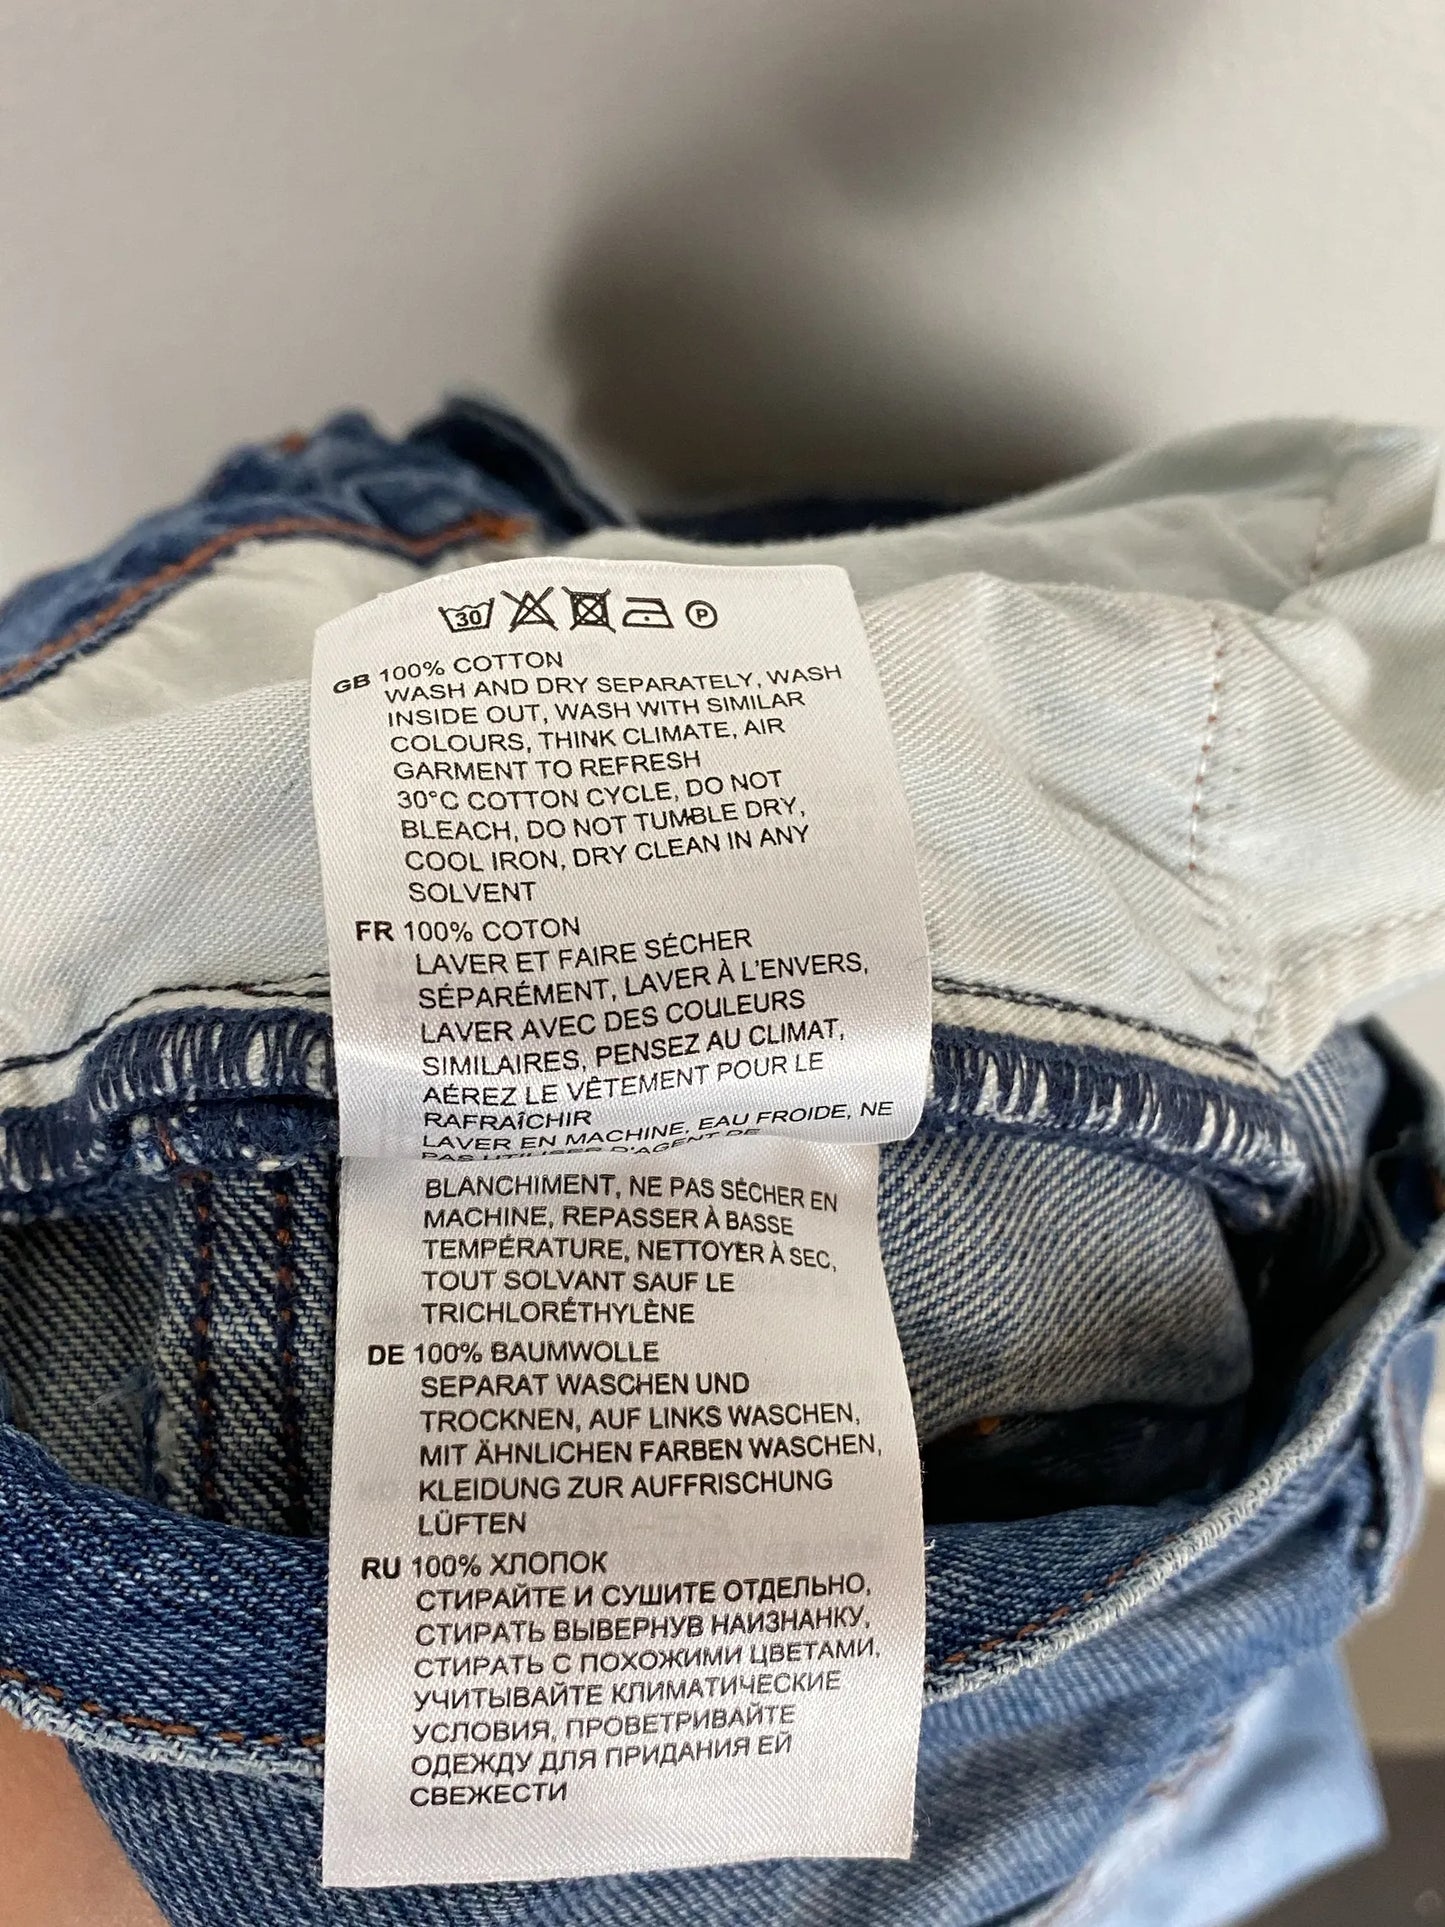 30 P
GB 100% COTTON
WASH AND DRY SEPARATELY, WASH
INSIDE OUT, WASH WITH SIMILAR
COLOURS, THINK CLIMATE, AIR
GARMENT TO REFRESH
30°C COTTON CYCLE, DO NOT
BLEACH, DO NOT TUMBLE DRY,
COOL IRON, DRY CLEAN IN ANY
SOLVENT
FR 100% COTON
LAVER ET FAIRE SÉCHER
SÉPARÉMENT, LAVER À L'ENVERS,
LAVER AVEC DES COULEURS
SIMILAIRES, PENSEZ AU CLIMAT,
AÉREZ LE VÊTEMENT POUR LE
RAFRAÎCHIR
LAVER EN MACHINE, EAU FROIDE, NE
PAS UTILISER D'AGENT DE
BLANCHIMENT, NE PAS SÉCHER EN
MACHINE, REPASSER À BASSE
TEMPÉRATURE, NETTOYER À SEC,
TOUT SOLVANT SAUF LE
TRICHLORÉTHYLÈNE
DE 100% BAUMWOLLE
SEPARAT WASCHEN UND
TROCKNEN, AUF LINKS WASCHEN,
MIT ÄHNLICHEN FARBEN WASCHEN,
KLEIDUNG ZUR AUFFRISCHUNG
LÜFTEN
RU 100% ХЛОПОК
СТИРАЙТЕ И СУШИТЕ ОТДЕЛЬНО,
СТИРАТЬ ВЫВЕРНУВ НАИЗНАНКУ,
СТИРАТЬ С ПОХОЖИМИ ЦВЕТАМИ,
УЧИТЫВАЙТЕ КЛИМАТИЧЕСКИЕ
УСЛОВИЯ, ПРОВЕТРИВАЙТЕ
ОДЕЖДУ ДЛЯ ПРИДАНИЯ ЕЙ
СВЕЖЕСТИ